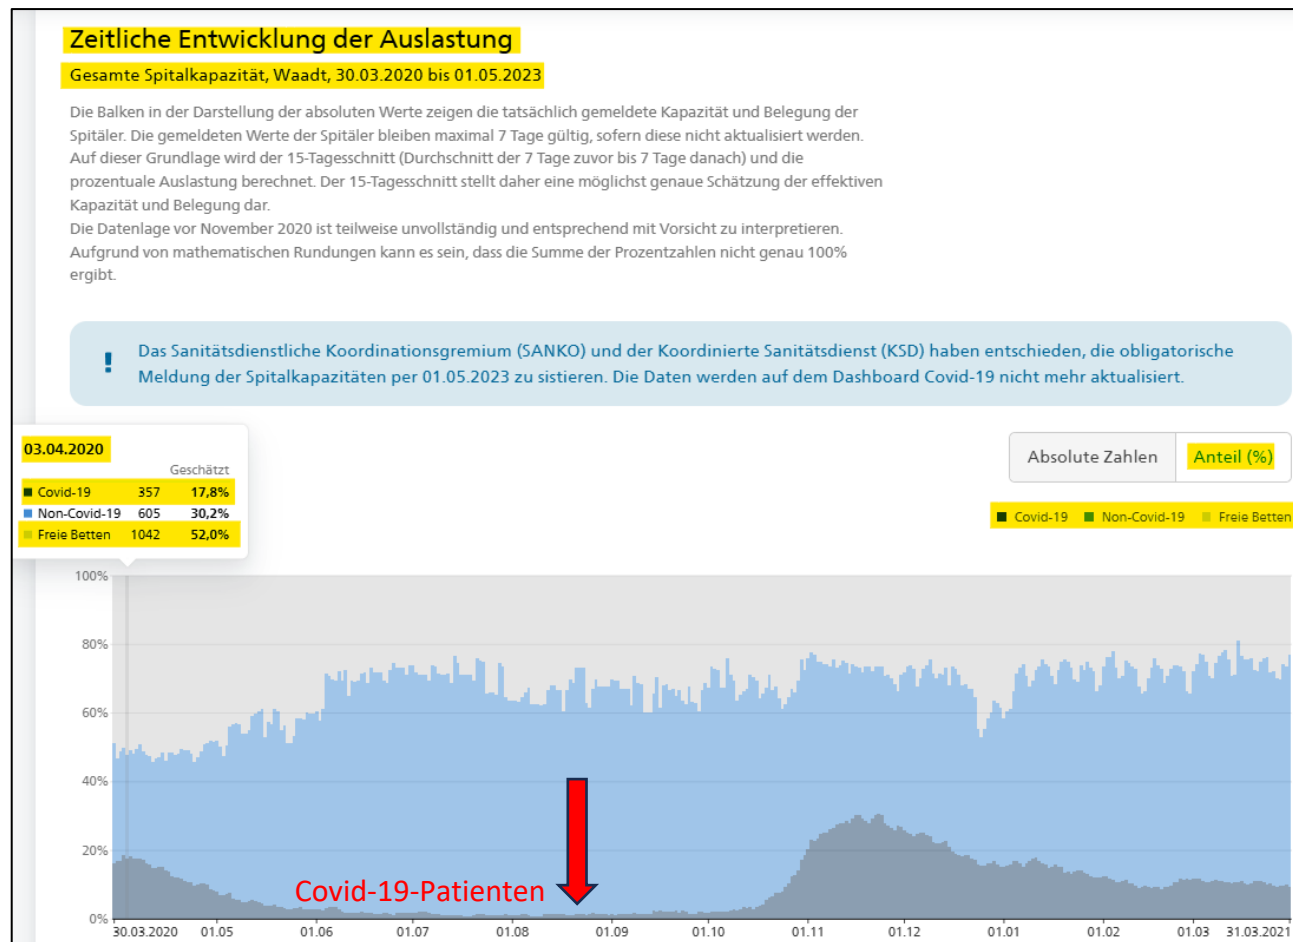 Zeitliche Entwicklung der Auslastung
Gesamte Spitalkapazität, Waadt, 30.03.2020 bis 01.05.2023
Die Balken in der Darstellung der absoluten Werte zeigen die tatsächlich gemeldete Kapazität und Belegung der
Spitäler. Die gemeldeten Werte der Spitäler bleiben maximal 7 Tage gültig, sofern diese nicht aktualisiert werden.
Auf dieser Grundlage wird der 15-Tagesschnitt (Durchschnitt der 7 Tage zuvor bis 7 Tage danach) und die
prozentuale Auslastung berechnet. Der 15-Tagesschnitt stellt daher eine möglichst genaue Schätzung der effektiven
Kapazität und Belegung dar.
Die Datenlage vor November 2020 ist teilweise unvollständig und entsprechend mit Vorsicht zu interpretieren.
Aufgrund von mathematischen Rundungen kann es sein, dass die Summe der Prozentzahlen nicht genau 100%
ergibt.
! Das Sanitätsdienstliche Koordinationsgremium (SANKO) und der Koordinierte Sanitätsdienst (KSD) haben entschieden, die obligatorische
Meldung der Spitalkapazitäten per 01.05.2023 zu sistieren. Die Daten werden auf dem Dashboard Covid-19 nicht mehr aktualisiert.
03.04.2020
Geschätzt
Covid-19 357 17,8%
Non-Covid-19 605 30,2%
Freie Betten 1042 52,0%
Absolute Zahlen Anteil (%)
Covid-19 Non-Covid-19 Freie Betten
100%
80%
60%
40%
20%
Covid-19-Patienten
0%
30.03.2020 01.05 01.06 01.07 01.08 01.09 01.10 01.11 01.12 01.01 01.02 01.03 31.03.2021